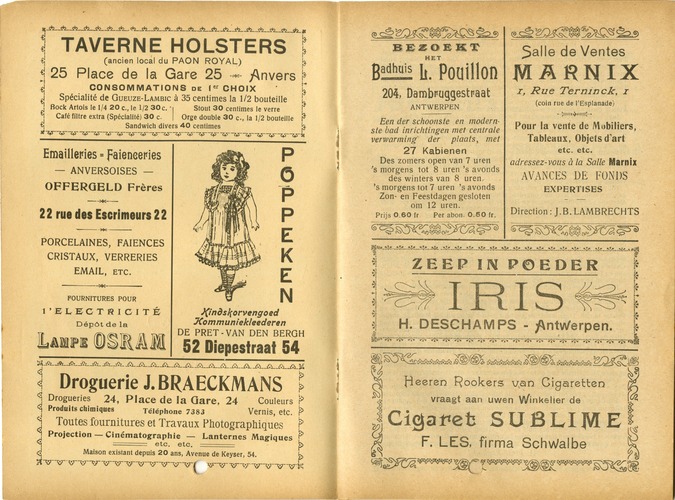 TAVERNE HOLSTERS
(ancien local du PAON ROYAL)
25 Place de la Gare 25 Anvers
CONSOMMATIONS DE 1er CHOIX
Spécialité de GUEUZE-LAMBIC à 35 centimes la 1/2 bouteille
Bock Artois le 1/4 20 c., le 1/2 30 c. Stout 30 centimes le verre
Café filtre extra (Spécialité) 30 c. Orge double 30 c., la 1/2 bouteille
Sandwich divers 40 centimes
Emailleries - Faienceries
— ANVERSOISES —
OFFERGELD Frères
22 rue des Escrimeurs 22
PORCELAINES, FAIENCES
CRISTAUX, VERRERIES
EMAIL, ETC.
FOURNITURES POUR
l'ELECTRICITÉ
Dépôt de la
LAMPE OSRAM
POPPEKEN
Kindskorvengoed
Kommuniekleederen
DE PRET - VAN DEN BERGH
52 Diepestraat 54
Droguerie J. BRAECKMANS
Drogueries 24, Place de la Gare, 24 Couleurs
Produits chimiques Téléphone 7383 Vernis, etc.
Toutes fournitures et Travaux Photographiques
Projection — Cinématographie — Lanternes Magiques
etc. etc.
Maison existant depuis 20 ans, Avenue de Keyser, 54.
BEZOEKT
HET
Badhuis L. Pouillon
204, Dambruggestraat
ANTWERPEN
Een der schoonste en modern-
ste bad inrichtingen met centrale
verwarming der plaats, met
27 Kabienen
Des zomers open van 7 uren
's morgens tot 8 uren 's avonds
des winters van 8 uren
's morgens tot 7 uren 's avonds
Zon- en Feestdagen gesloten
om 12 uren.
Prijs 0.60 fr Per abon. 0.50 fr.
Salle de Ventes
MARNIX
1, Rue Terninck, 1
(coin rue de l'Esplanade)
Pour la vente de Mobiliers,
Tableaux, Objets d'art
etc. etc.
adressez-vous à la Salle Marnix
AVANCES DE FONDS
EXPERTISES
Direction : J. B. LAMBRECHTS
ZEEP IN POEDER
IRIS
H. DESCHAMPS - Antwerpen.
Heeren Rookers van Cigaretten
vraagt aan uwen Winkelier de
Cigaret SUBLIME
F. LES, firma Schwalbe